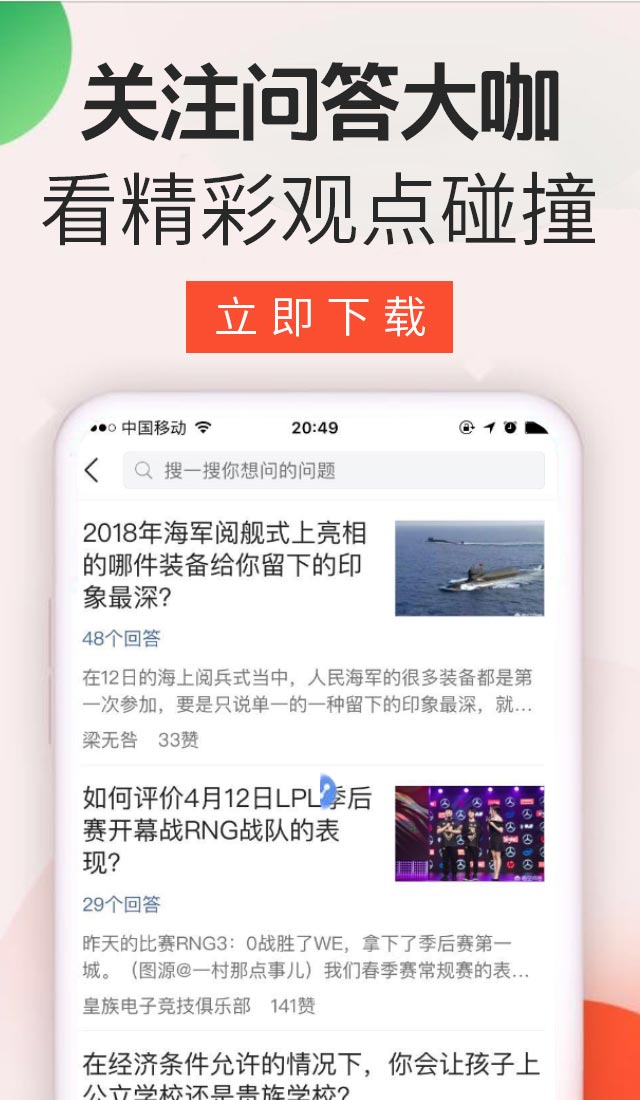 关注问答大咖
看精彩观点碰撞
立即下载
中国移动 20:49
搜一搜你想问的问题
2018年海军阅舰式上亮相
的哪件装备给你留下的印
象最深？
48个回答
在12日的海上阅兵式当中，人民海军的很多装备都是第
一次参加，要是只说单一的一种留下的印象最深，就…
梁无咎 33赞
如何评价4月12日LPL季后
赛开幕战RNG战队的表
现？
29个回答
昨天的比赛RNG3：0战胜了WE，拿下了季后赛第一
城。（图源@一村那点事儿）我们春季赛常规赛的表…
皇族电子竞技俱乐部 141赞
在经济条件允许的情况下，你会让孩子上
公立学校还是贵族学校？